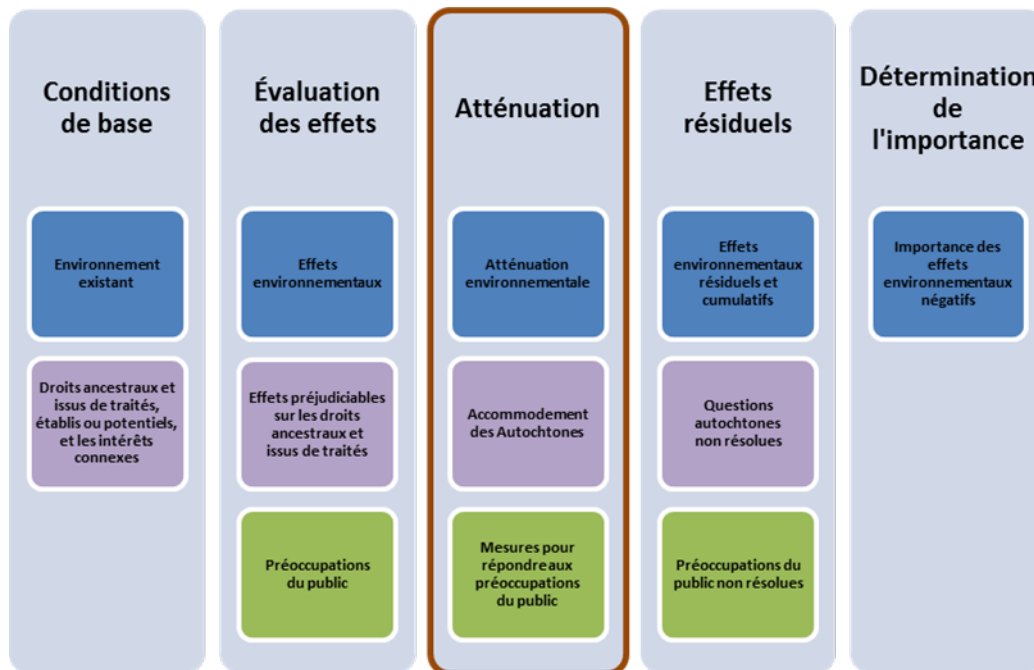 Conditions
de base
Environnement
existant
Droits ancestraux et
issus de traités,
établis ou potentiels,
et les intérêts
connexes
Évaluation
des effets
Effets
environnementaux
Effets préjudiciables
sur les droits
ancestraux et
issus de traités
Préoccupations
du public
Atténuation
Atténuation
environnementale
Accommodement
des Autochtones
Mesures pour
répondre aux
préoccupations
du public
Effets
résiduels
Effets
environnementaux
résiduels et
cumulatifs
Questions
autochtones
non résolues
Préoccupations du
public non résolues
Détermination
de
l'importance
Importance des
effets
environnementaux
négatifs